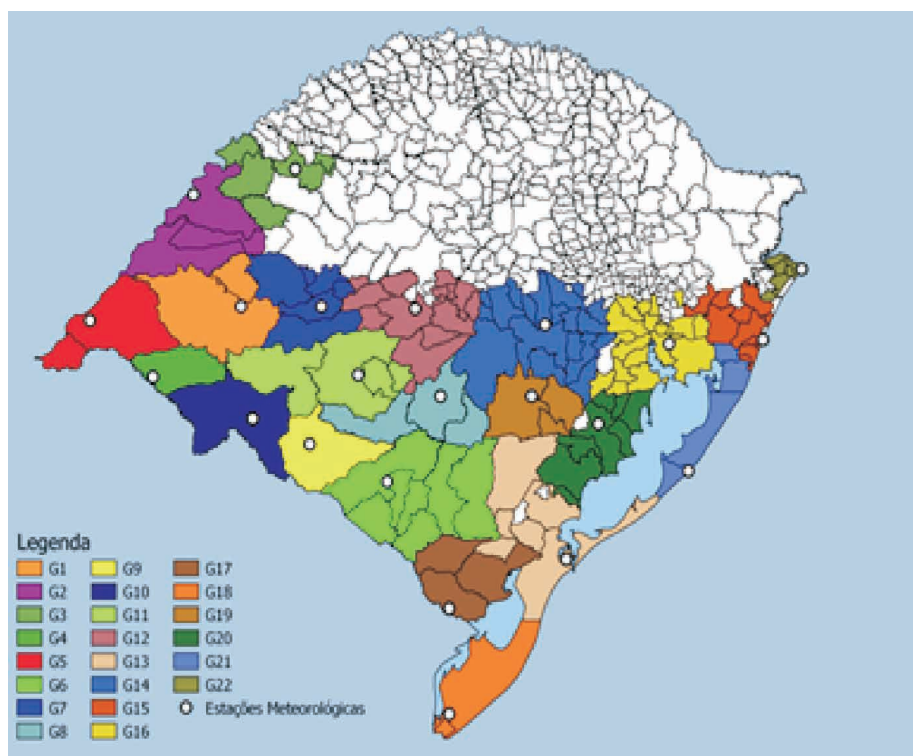 Legenda
G1 G9 G17
G2 G10 G18
G3 G11 G19
G4 G12 G20
G5 G13 G21
G6 G14 G22
G7 G15 Estações Meteorológicas
G8 G16